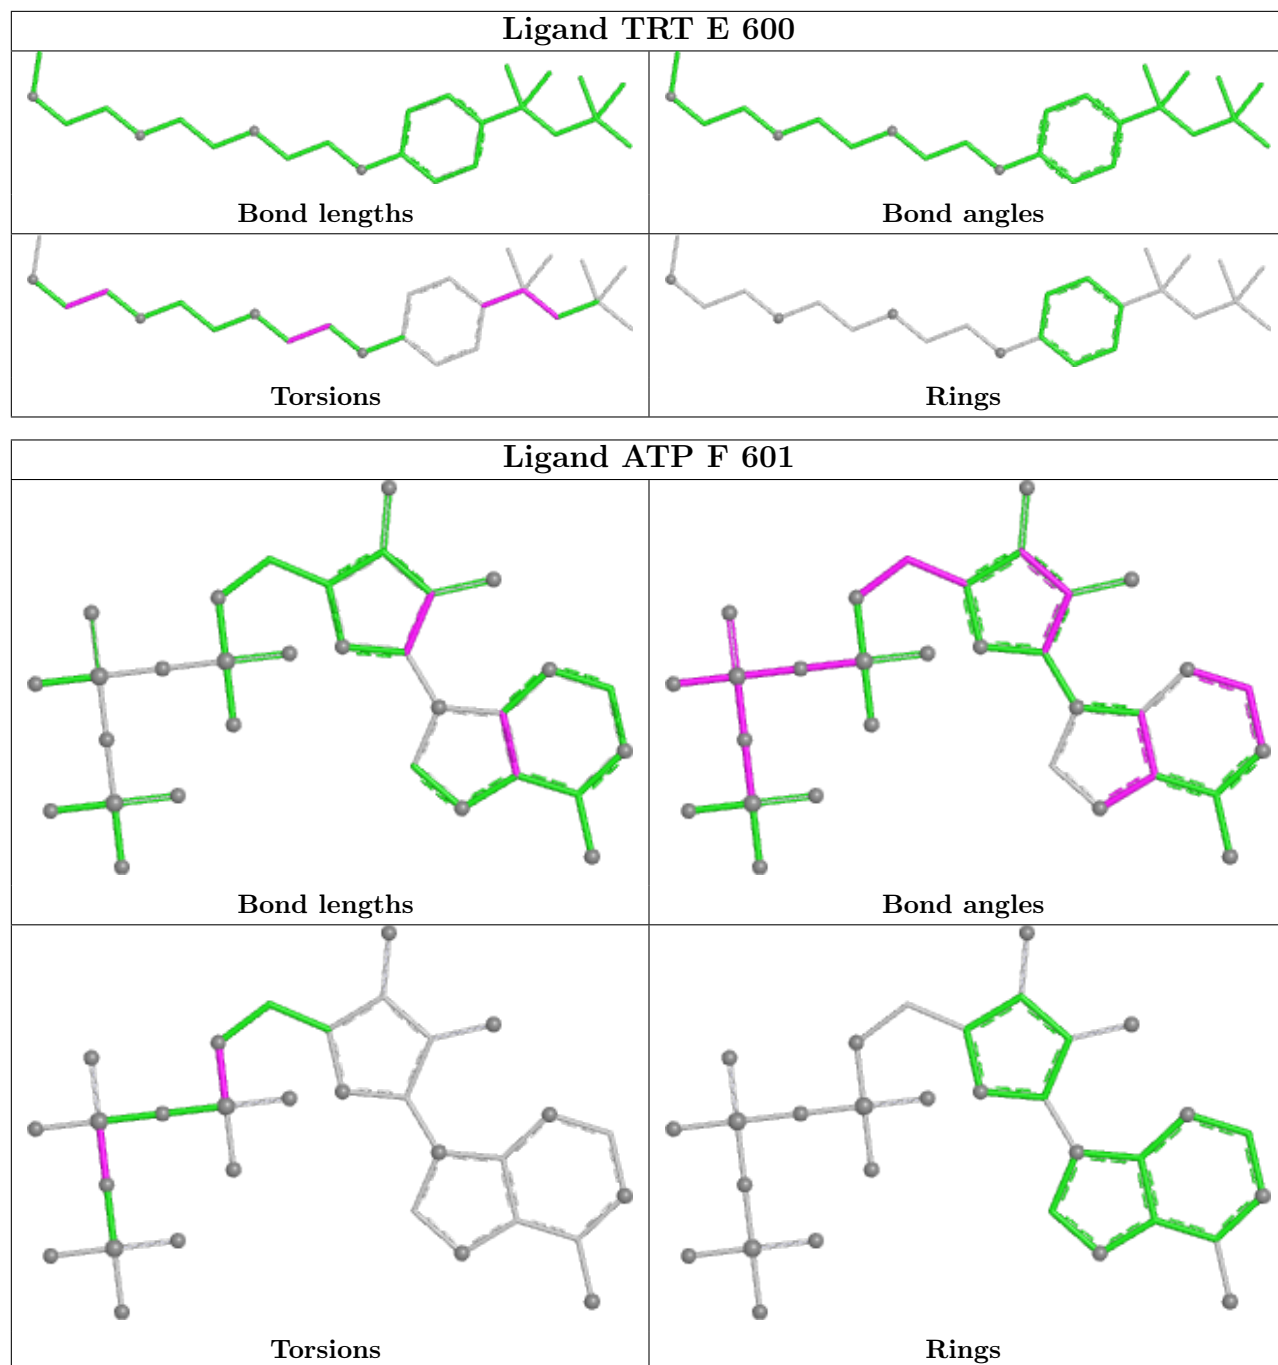 Ligand TRT E 600
Bond lengths
Bond angles
Torsions
Rings
Ligand ATP F 601
Bond lengths
Bond angles
Torsions
Rings